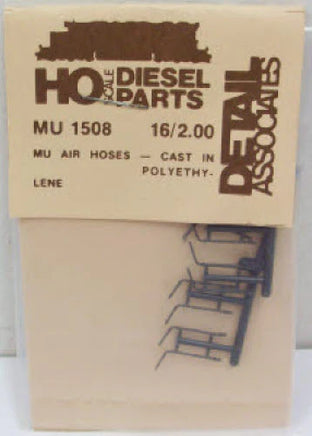 HO SCALE DIESEL PARTS
MU 1508 16/2.00
MU AIR HOSES — CAST IN
POLYETHY-
LENE
DETAIL
ASSOCIATES